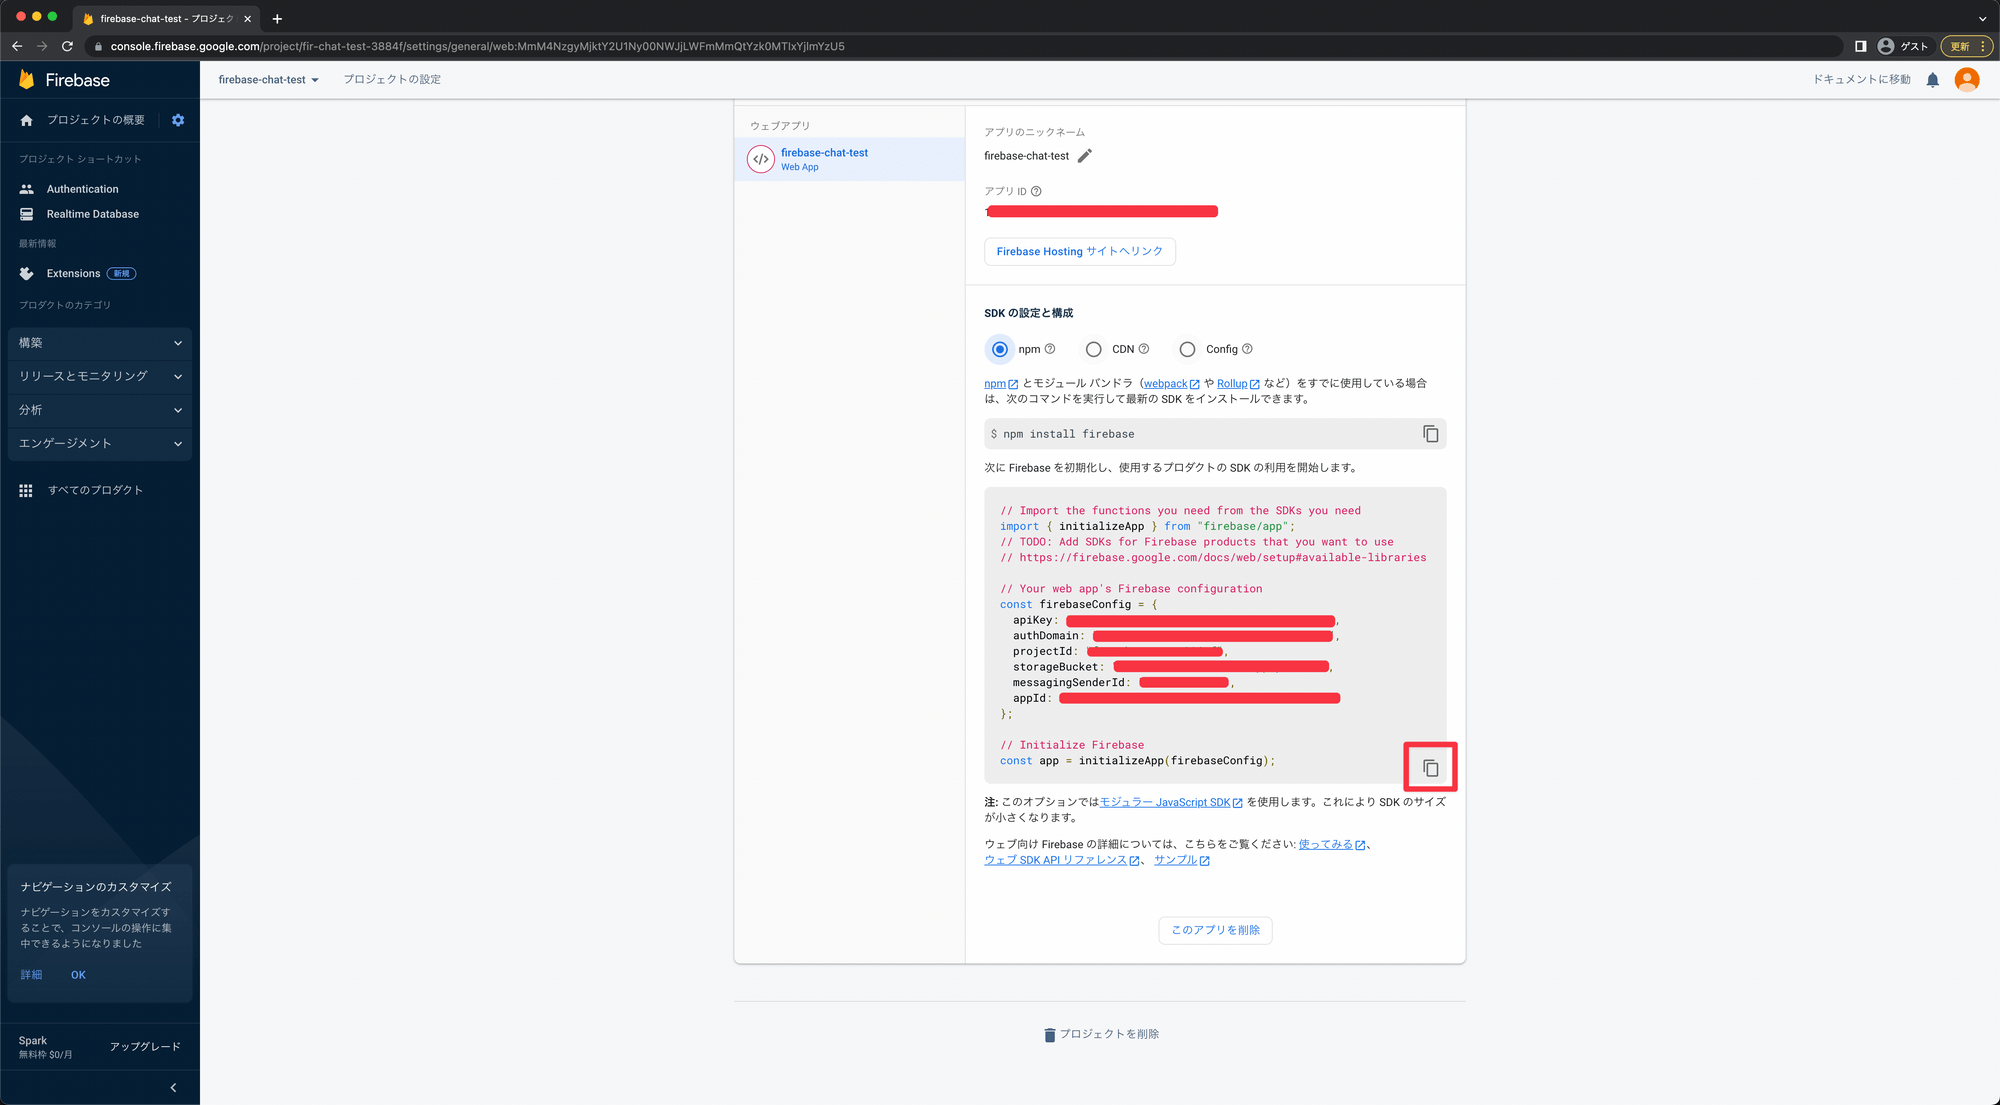 firebase-chat-test - プロジェク
console.firebase.google.com/project/fir-chat-test-3884f/settings/general/web:MmM4NzgyMjktY2U1Ny00NWJjLWFmMmQtYzk0MTIxYjlmYzU5
ゲスト
更新
Firebase
firebase-chat-test
プロジェクトの設定
ドキュメントに移動
プロジェクトの概要
プロジェクト ショートカット
Authentication
Realtime Database
最新情報
Extensions 新規
プロダクトのカテゴリ
構築
リリースとモニタリング
分析
エンゲージメント
すべてのプロダクト
ナビゲーションのカスタマイズ
ナビゲーションをカスタマイズす
ることで、コンソールの操作に集
中できるようになりました
詳細 OK
Spark
無料枠 $0/月
アップグレード
ウェブアプリ
firebase-chat-test
Web App
アプリのニックネーム
firebase-chat-test
アプリ ID
Firebase Hosting サイトへリンク
SDK の設定と構成
npm CDN Config
npm とモジュール バンドラ（webpack や Rollup など）をすでに使用している場合
は、次のコマンドを実行して最新の SDK をインストールできます。
$ npm install firebase
次に Firebase を初期化し、使用するプロダクトの SDK の利用を開始します。
// Import the functions you need from the SDKs you need
import { initializeApp } from "firebase/app";
// TODO: Add SDKs for Firebase products that you want to use
// https://firebase.google.com/docs/web/setup#available-libraries
// Your web app's Firebase configuration
const firebaseConfig = {
apiKey: ,
authDomain: ,
projectId: ,
storageBucket: ,
messagingSenderId: ,
appId:
};
// Initialize Firebase
const app = initializeApp(firebaseConfig);
注: このオプションではモジュラー JavaScript SDK を使用します。これにより SDK のサイズ
が小さくなります。
ウェブ向け Firebase の詳細については、こちらをご覧ください: 使ってみる、
ウェブ SDK API リファレンス、 サンプル
このアプリを削除
プロジェクトを削除